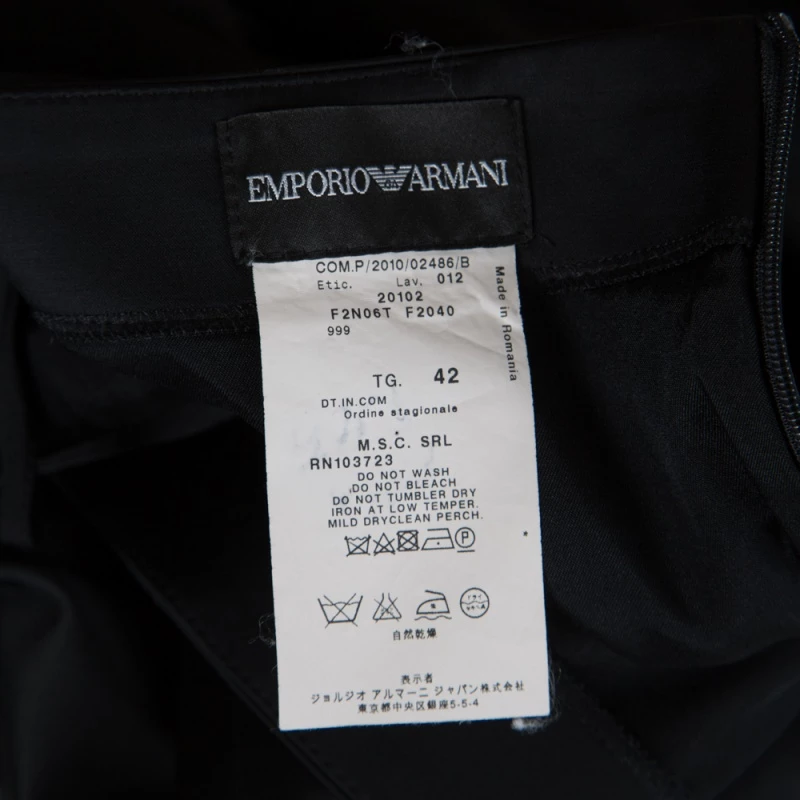 EMPORIO ARMANI
COM.P/2010/02486/B
Etic. Lav. 012
20102
F2N06T F2040
999
Made in Romania
TG. 42
DT.IN.COM
Ordine stagionale
M.S.C. SRL
RN103723
DO NOT WASH
DO NOT BLEACH
DO NOT TUMBLER DRY
IRON AT LOW TEMPER.
MILD DRYCLEAN PERCH.
P
自然乾燥
表示者
ジョルジオ アルマーニ ジャパン株式会社
東京都中央区銀座5-5-4